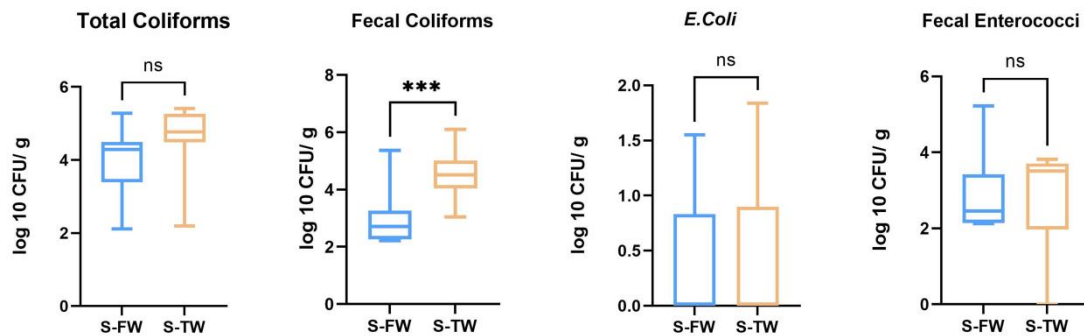 Total Coliforms
ns
log 10 CFU/ g
6
4
2
0
S-FW S-TW
Fecal Coliforms
***
log 10 CFU/ g
8
6
4
2
0
S-FW S-TW
E.Coli
ns
log 10 CFU/ g
2.0
1.5
1.0
0.5
0.0
S-FW S-TW
Fecal Enterococci
ns
log 10 CFU/ g
6
4
2
0
S-FW S-TW